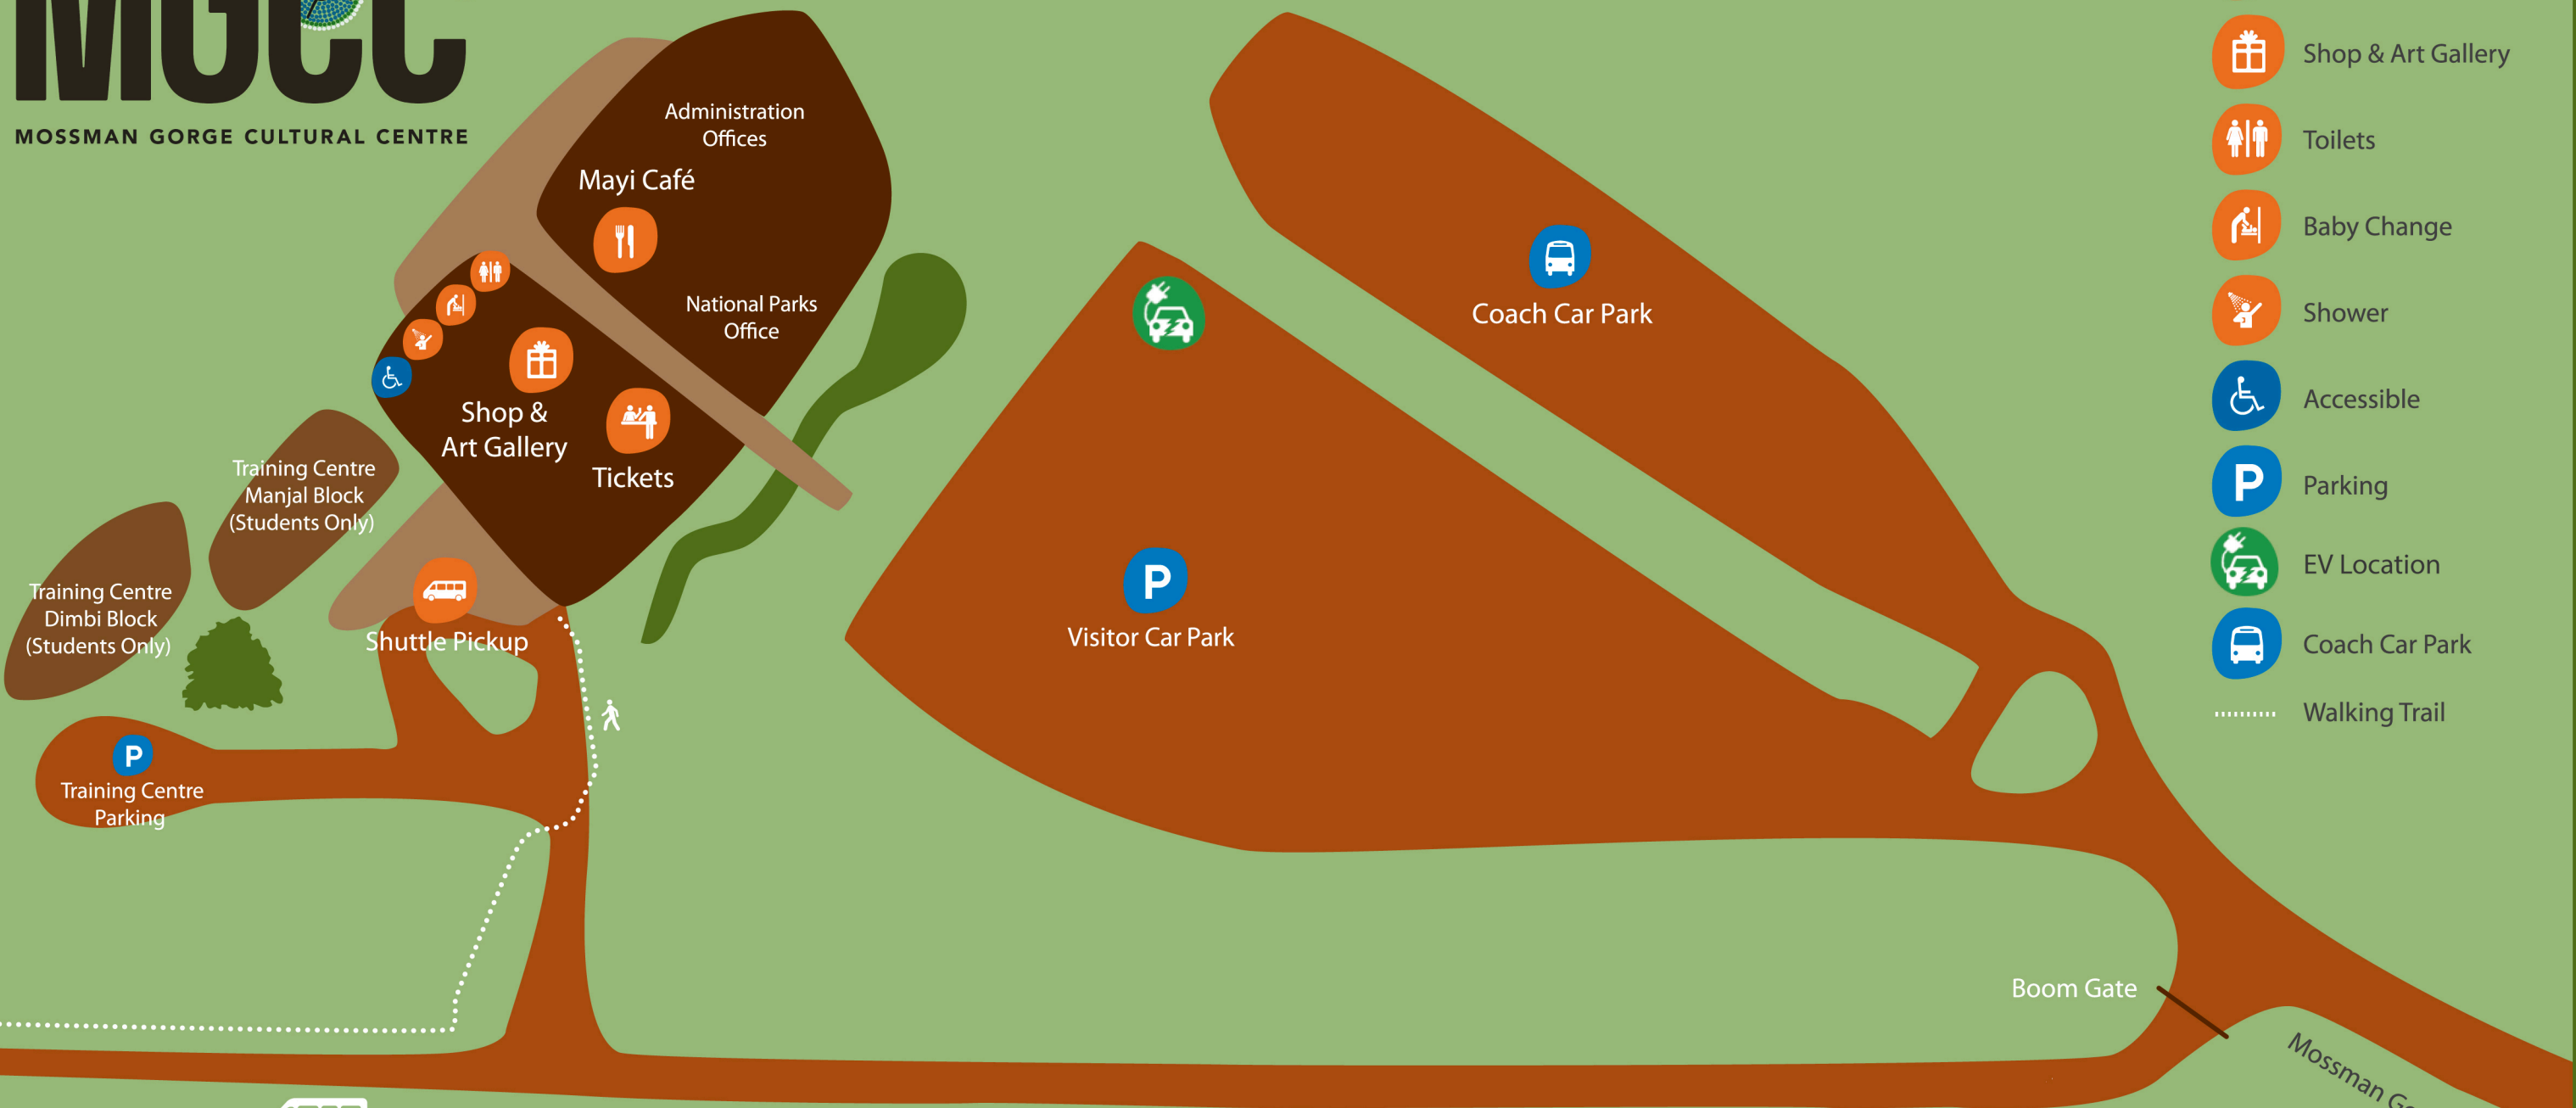 MGCC
MOSSMAN GORGE CULTURAL CENTRE
Administration
Offices
Mayi Café
National Parks
Office
Shop &
Art Gallery
Tickets
Training Centre
Manjal Block
(Students Only)
Training Centre
Dimbi Block
(Students Only)
Shuttle Pickup
P
Training Centre
Parking
Coach Car Park
P
Visitor Car Park
Boom Gate
Mossman
Shop & Art Gallery
Toilets
Baby Change
Shower
Accessible
P
Parking
EV Location
Coach Car Park
Walking Trail